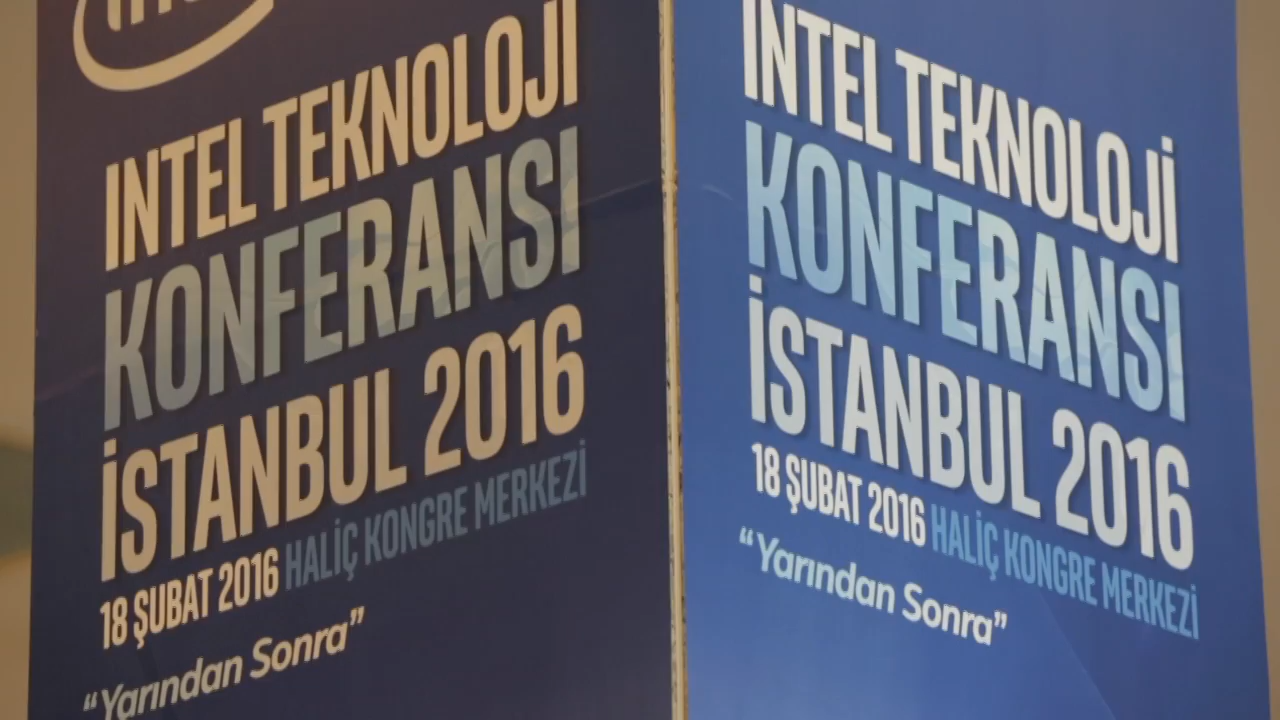 INTEL TEKNOLOJİ
KONFERANSI
İSTANBUL 2016
18 ŞUBAT 2016 HALİÇ KONGRE MERKEZİ
“Yarından Sonra”
INTEL TEKNOLOJİ
KONFERANSI
İSTANBUL 2016
18 ŞUBAT 2016 HALİÇ KONGRE MERKEZİ
“Yarından Sonra”